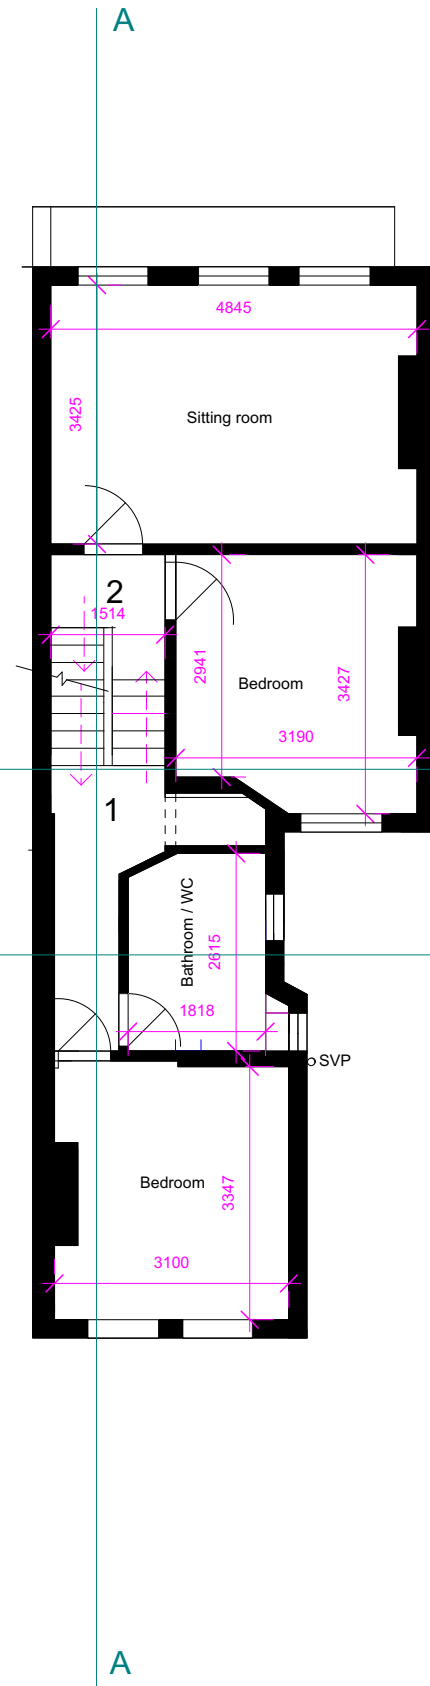 A
4845
3425
Sitting room
2
1514
2941
Bedroom
3427
3190
1
Bathroom / WC
2615
1818
SVP
Bedroom
3347
3100
A